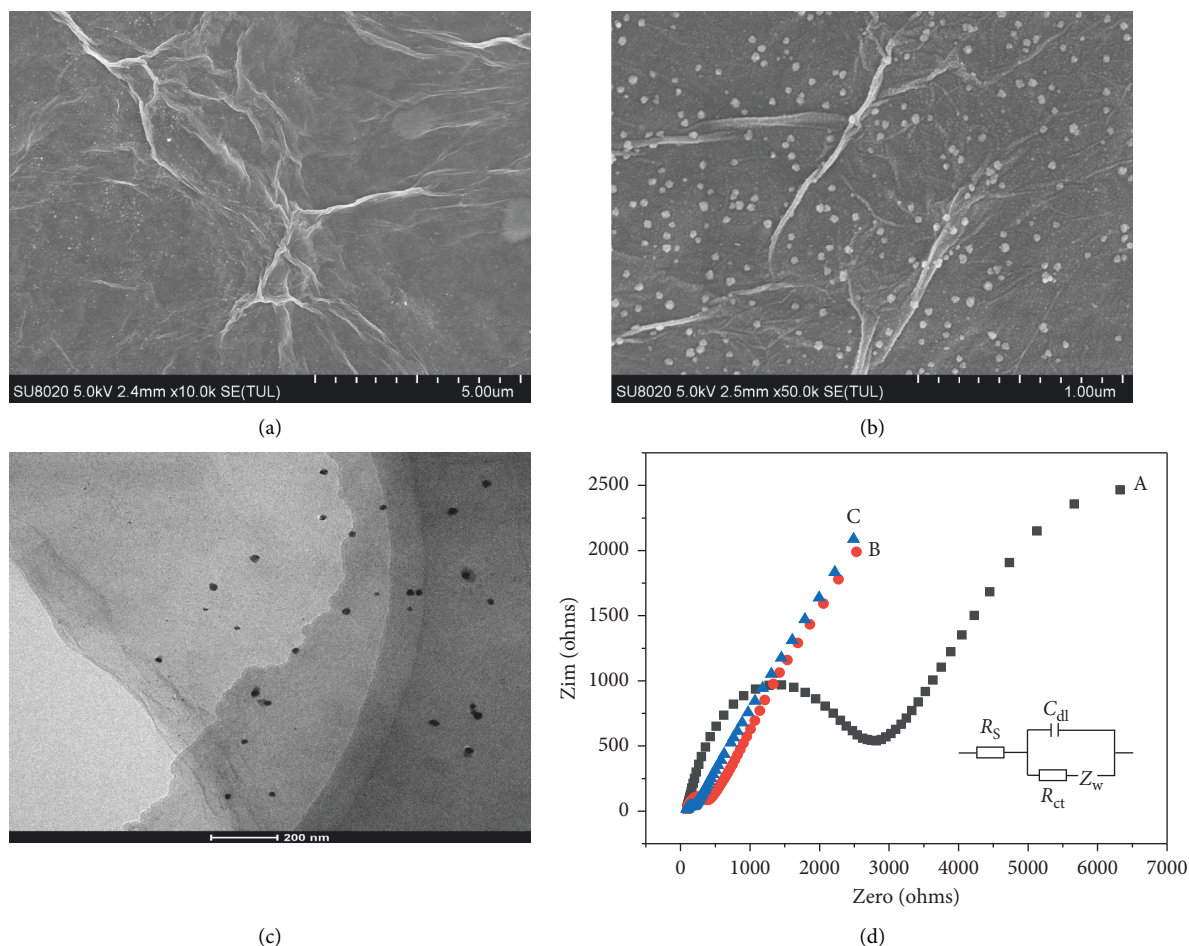 SU8020 5.0kV 2.4mm x10.0k SE(TUL) 5.00um
(a)
SU8020 5.0kV 2.5mm x50.0k SE(TUL) 1.00um
(b)
200 nm
(c)
Zim (ohms)
2500
2000
1500
1000
500
0
A
C
B
R_S
C_dl
R_ct
Z_w
0 1000 2000 3000 4000 5000 6000 7000
Zero (ohms)
(d)